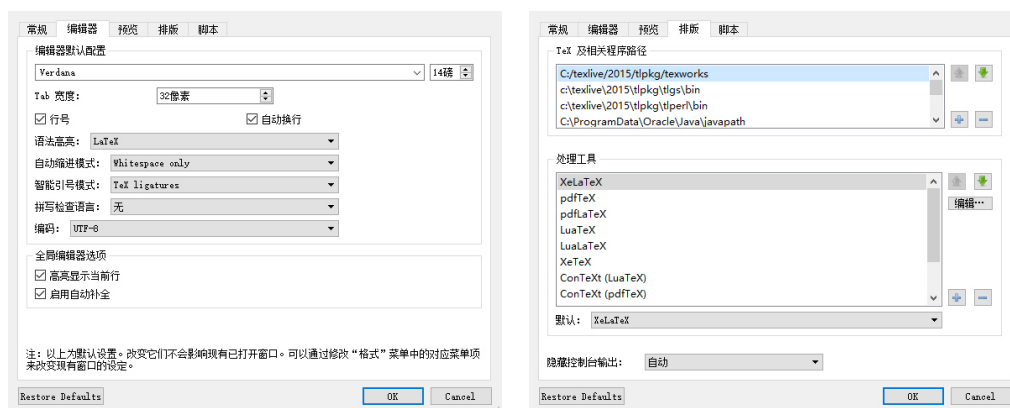 常规 编辑器 预览 排版 脚本
编辑器默认配置
Verdana 14磅
Tab 宽度: 32像素
行号 自动换行
语法高亮: LaTeX
自动缩进模式: Whitespace only
智能引号模式: TeX ligatures
拼写检查语言: 无
编码: UTF-8
全局编辑器选项
高亮显示当前行
启用自动补全
注：以上为默认设置。改变它们不会影响现有已打开窗口。可以通过修改“格式”菜单中的对应菜单项
来改变现有窗口的设定。
Restore Defaults OK Cancel
常规 编辑器 预览 排版 脚本
TeX 及相关程序路径
C:/texlive/2015/tlpkg/texworks
c:\texlive\2015\tlpkg\tlgs\bin
c:\texlive\2015\tlpkg\tlperl\bin
C:\ProgramData\Oracle\Java\javapath
处理工具
XeLaTeX
pdfTeX
编辑…
pdfLaTeX
LuaTeX
LuaLaTeX
XeTeX
ConTeXt (LuaTeX)
ConTeXt (pdfTeX)
默认: XeLaTeX
隐藏控制台输出: 自动
Restore Defaults OK Cancel